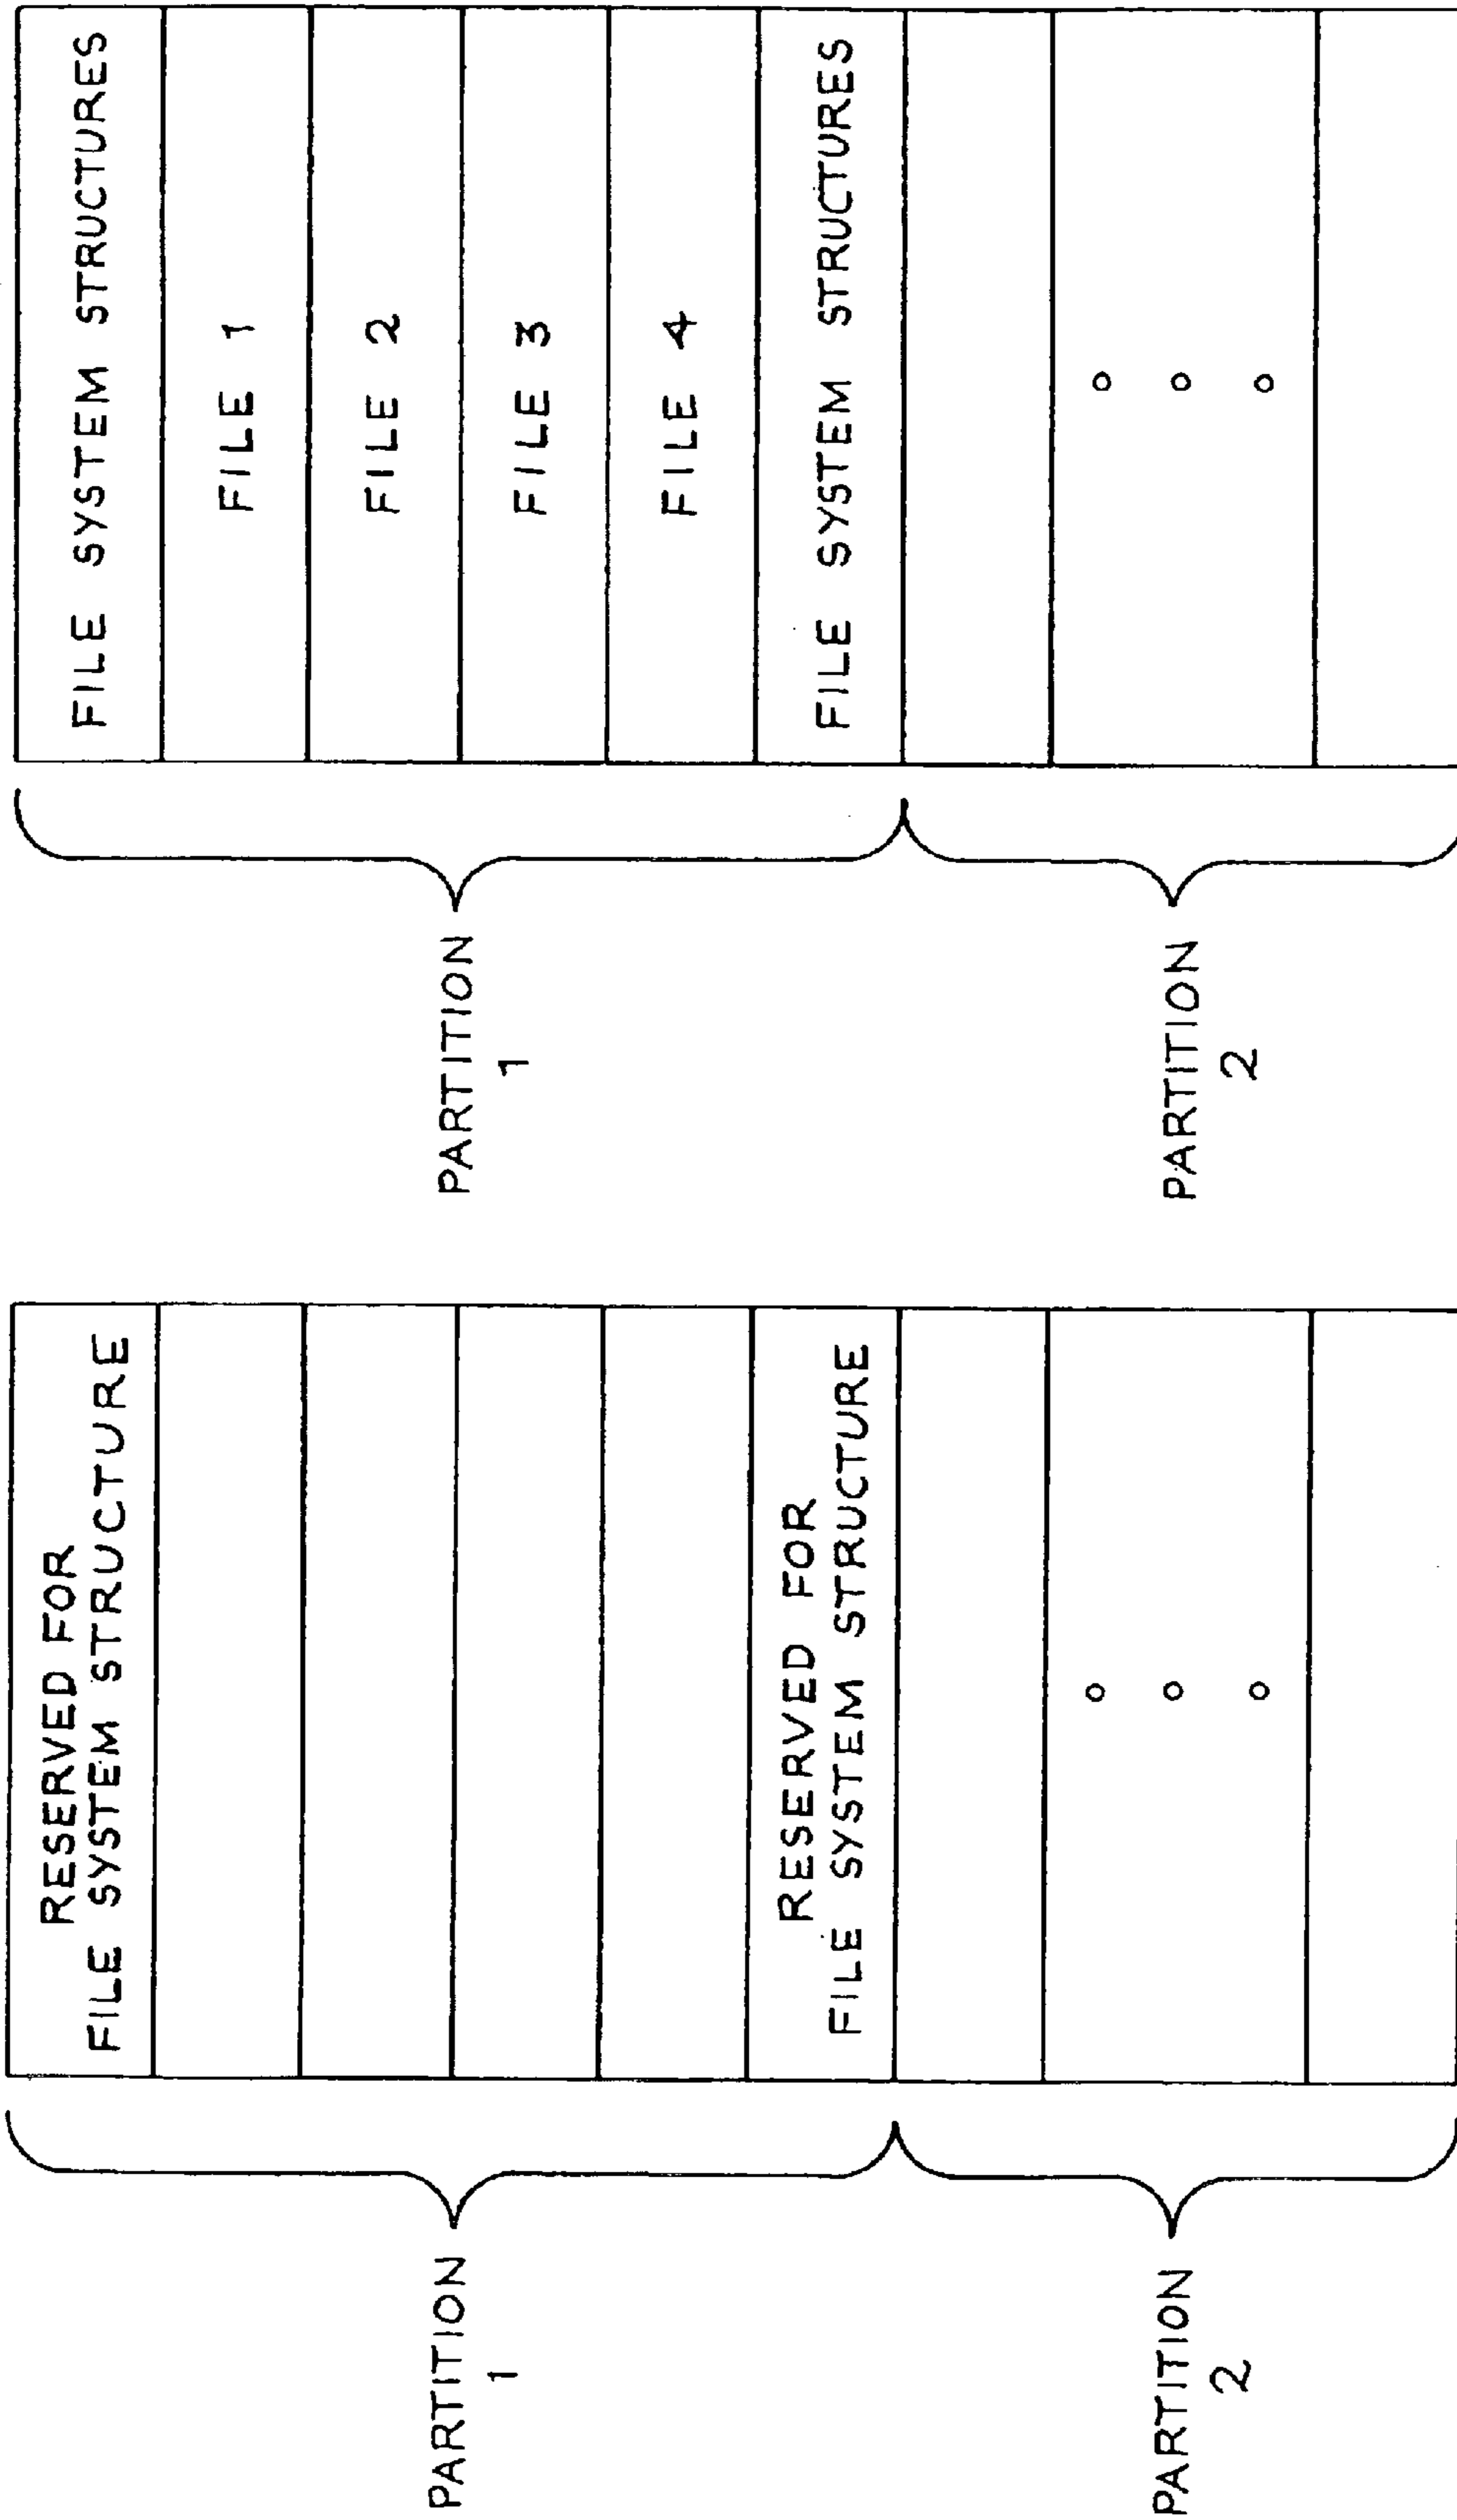 PARTITION
1
PARTITION
2
RESERVED FOR
FILE SYSTEM STRUCTURE
RESERVED FOR
FILE SYSTEM STRUCTURE
PARTITION
1
PARTITION
2
FILE SYSTEM STRUCTURES
FILE 1
FILE 2
FILE 3
FILE 4
FILE SYSTEM STRUCTURES